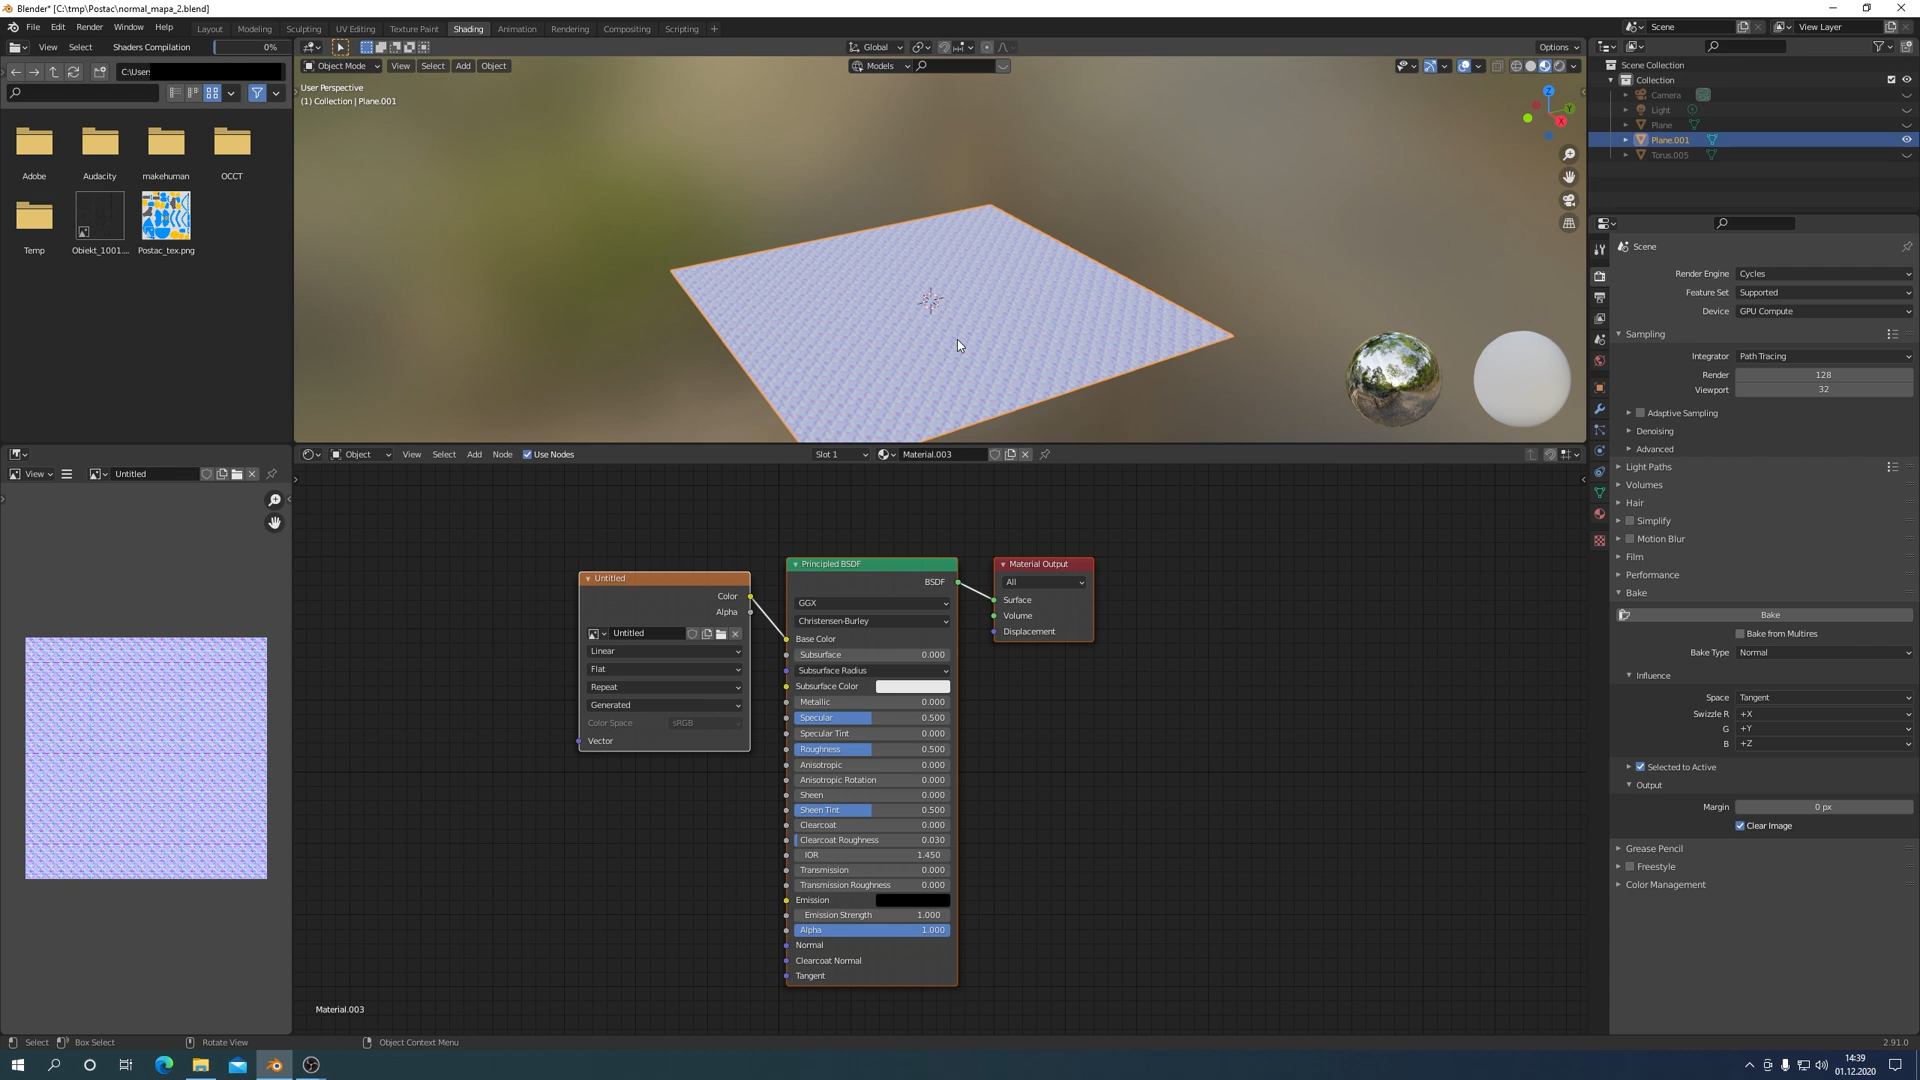 Blender* [C:\tmp\Postac\normal_mapa_2.blend]
File Edit Render Window Help
Layout Modeling Sculpting UV Editing Texture Paint Shading Animation Rendering Compositing Scripting +
Scene
View Layer
View Select Shaders Compilation 0%
Global
Options
C:\User
Object Mode View Select Add Object
Models
User Perspective
(1) Collection | Plane.001
Z
Y
X
Adobe
Audacity
makehuman
OCCT
Temp
Obiekt_1001....
Postac_tex.png
Scene Collection
Collection
Camera
Light
Plane
Plane.001
Torus.005
Scene
Render Engine Cycles
Feature Set Supported
Device GPU Compute
Sampling
Integrator Path Tracing
Render 128
Viewport 32
Adaptive Sampling
Denoising
Advanced
Light Paths
Volumes
Hair
Simplify
Motion Blur
Film
Performance
Bake
Bake
Bake from Multires
Bake Type Normal
Influence
Space Tangent
Swizzle R +X
G +Y
B +Z
Selected to Active
Output
Margin 0 px
Clear Image
Grease Pencil
Freestyle
Color Management
Object View Select Add Node Use Nodes
Slot 1
Material.003
View
Untitled
Untitled
Color
Alpha
Untitled
Linear
Flat
Repeat
Generated
Color Space sRGB
Vector
Principled BSDF
BSDF
GGX
Christensen-Burley
Base Color
Subsurface 0.000
Subsurface Radius
Subsurface Color
Metallic 0.000
Specular 0.500
Specular Tint 0.000
Roughness 0.500
Anisotropic 0.000
Anisotropic Rotation 0.000
Sheen 0.000
Sheen Tint 0.500
Clearcoat 0.000
Clearcoat Roughness 0.030
IOR 1.450
Transmission 0.000
Transmission Roughness 0.000
Emission
Emission Strength 1.000
Alpha 1.000
Normal
Clearcoat Normal
Tangent
Material Output
All
Surface
Volume
Displacement
Material.003
Select Box Select Rotate View Object Context Menu
2.91.0
14:39
01.12.2020